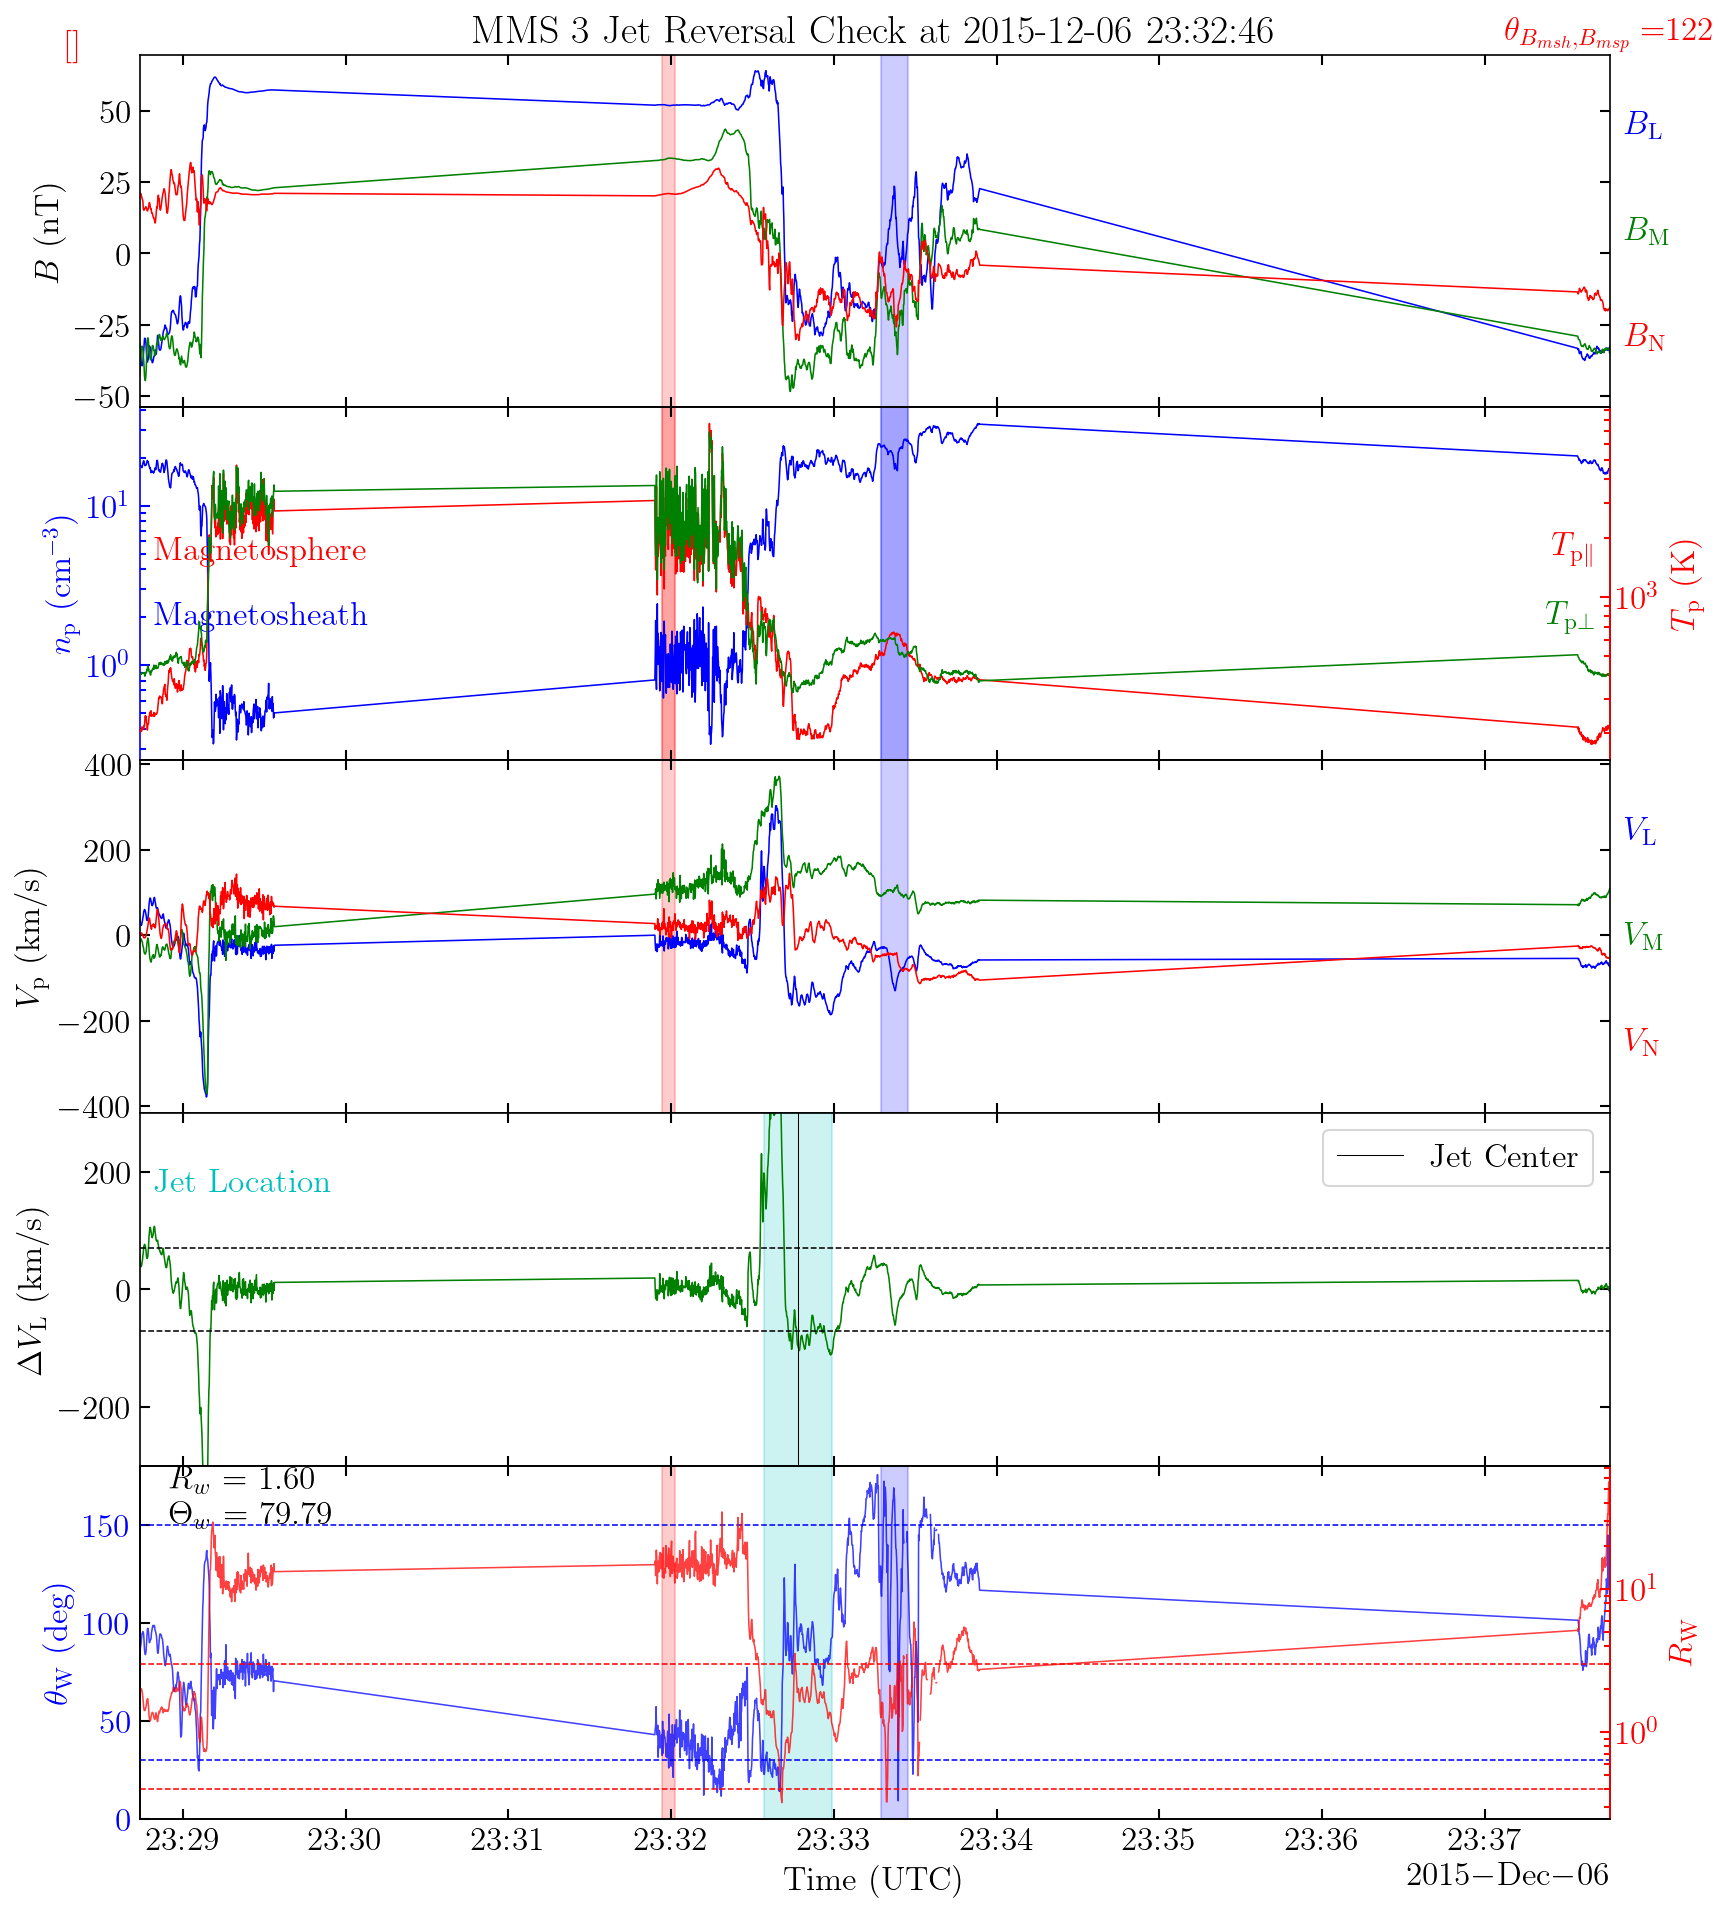 MMS 3 Jet Reversal Check at 2015-12-06 23:32:46
[]
θ_{B_{msh},B_{msp}} =122
50
25
0
−25
−50
B (nT)
B_L
B_M
B_N
10^1
10^0
n_p (cm^{−3})
Magnetosphere
Magnetosheath
T_{p∥}
T_{p⊥}
10^3
T_p (K)
400
200
0
−200
−400
V_p (km/s)
V_L
V_M
V_N
200
0
−200
ΔV_L (km/s)
Jet Location
Jet Center
R_w = 1.60
Θ_w = 79.79
150
100
50
0
θ_W (deg)
10^1
10^0
R_W
23:29 23:30 23:31 23:32 23:33 23:34 23:35 23:36 23:37
Time (UTC)
2015−Dec−06